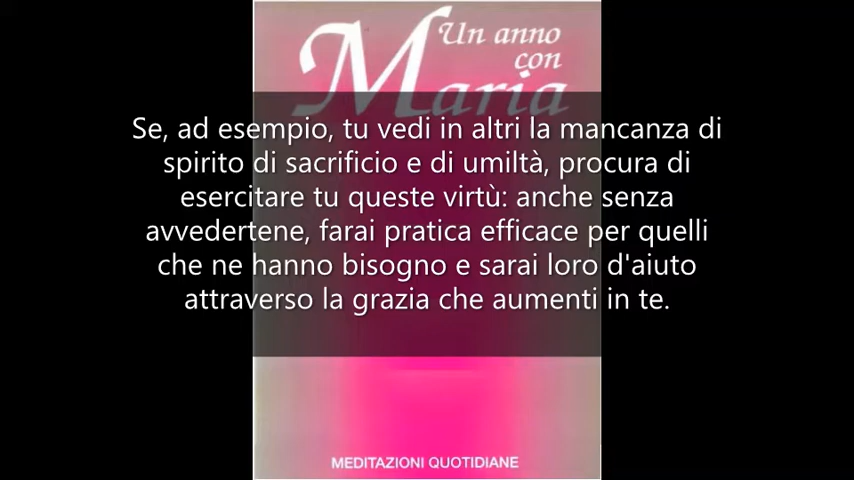 Un anno
con
Maria
Se, ad esempio, tu vedi in altri la mancanza di
spirito di sacrificio e di umiltà, procura di
esercitare tu queste virtù: anche senza
avvedertene, farai pratica efficace per quelli
che ne hanno bisogno e sarai loro d'aiuto
attraverso la grazia che aumenti in te.
MEDITAZIONI QUOTIDIANE